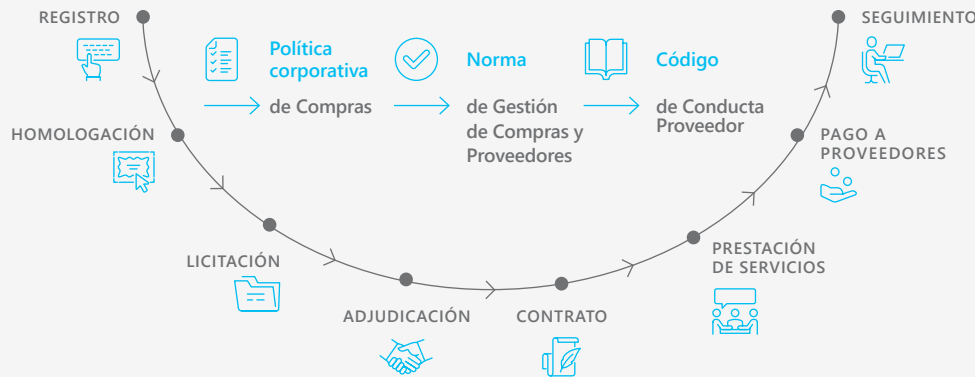 REGISTRO
SEGUIMIENTO
Política
corporativa
de Compras
Norma
de Gestión
de Compras y
Proveedores
Código
de Conducta
Proveedor
HOMOLOGACIÓN
PAGO A
PROVEEDORES
LICITACIÓN
PRESTACIÓN
DE SERVICIOS
ADJUDICACIÓN
CONTRATO